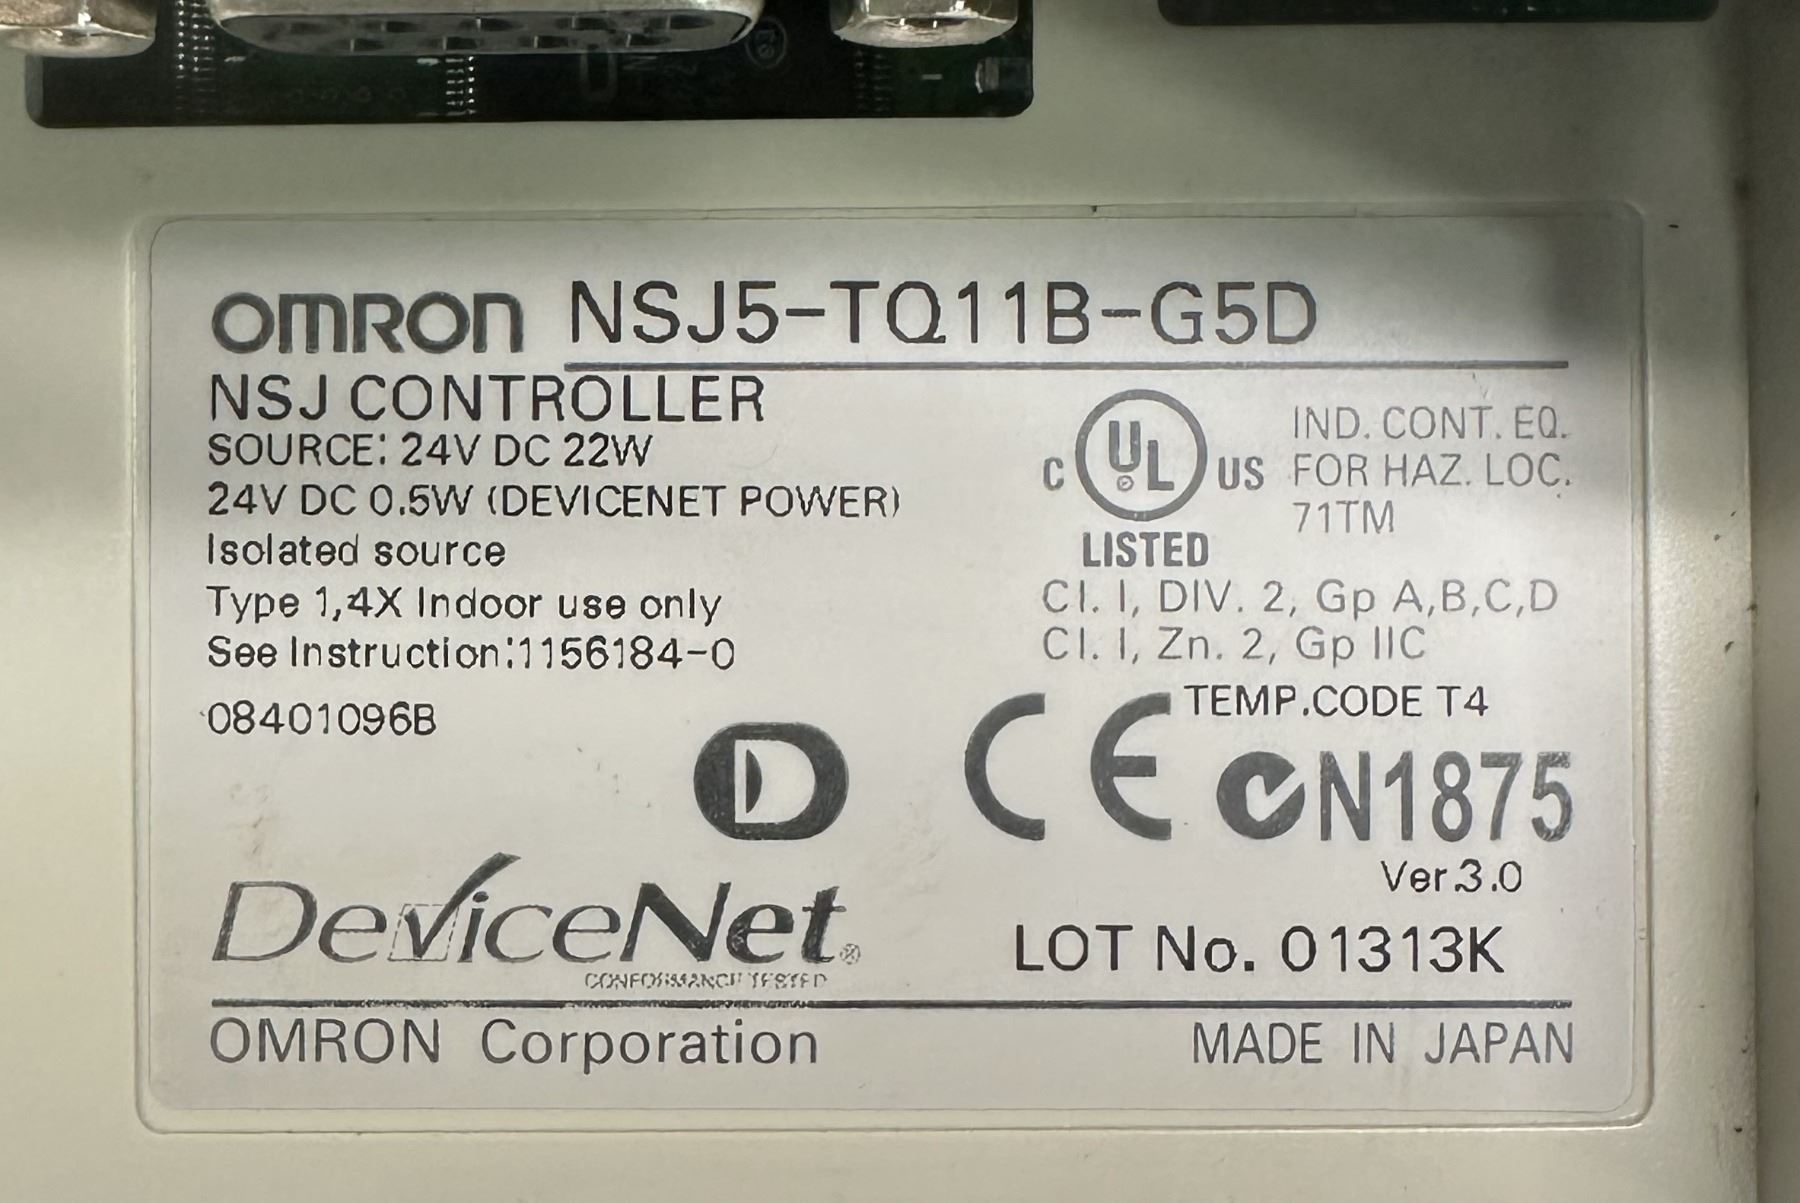 OMRON NSJ5-TQ11B-G5D
NSJ CONTROLLER
SOURCE: 24V DC 22W
24V DC 0.5W (DEVICENET POWER)
Isolated source
Type 1,4X Indoor use only
See Instruction:1156184-0
08401096B
C UL US LISTED
IND. CONT. EQ.
FOR HAZ. LOC.
71TM
Cl. I, DIV. 2, Gp A,B,C,D
Cl. I, Zn. 2, Gp IIC
TEMP.CODE T4
D
CE
N1875
Ver.3.0
DeviceNet®
CONFORMANCE TESTED
LOT No. 01313K
OMRON Corporation
MADE IN JAPAN